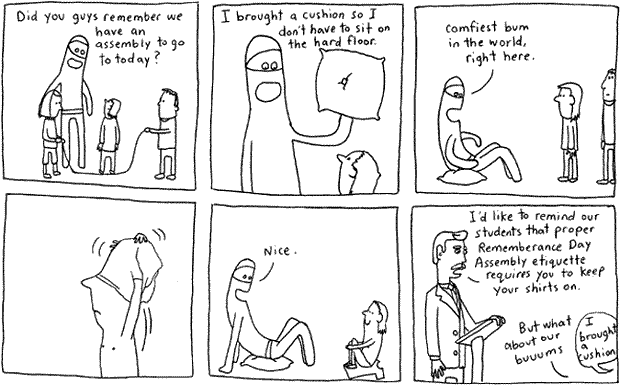 Did you guys remember we
have an
assembly to go
to today?
I brought a cushion so I
don't have to sit on
the hard floor.
Comfiest bum
in the world,
right here.
Nice.
I'd like to remind our
students that proper
Rememberance Day
Assembly etiquette
requires you to keep
your shirts on.
But what
about our
buuums
I
brought
a
cushion